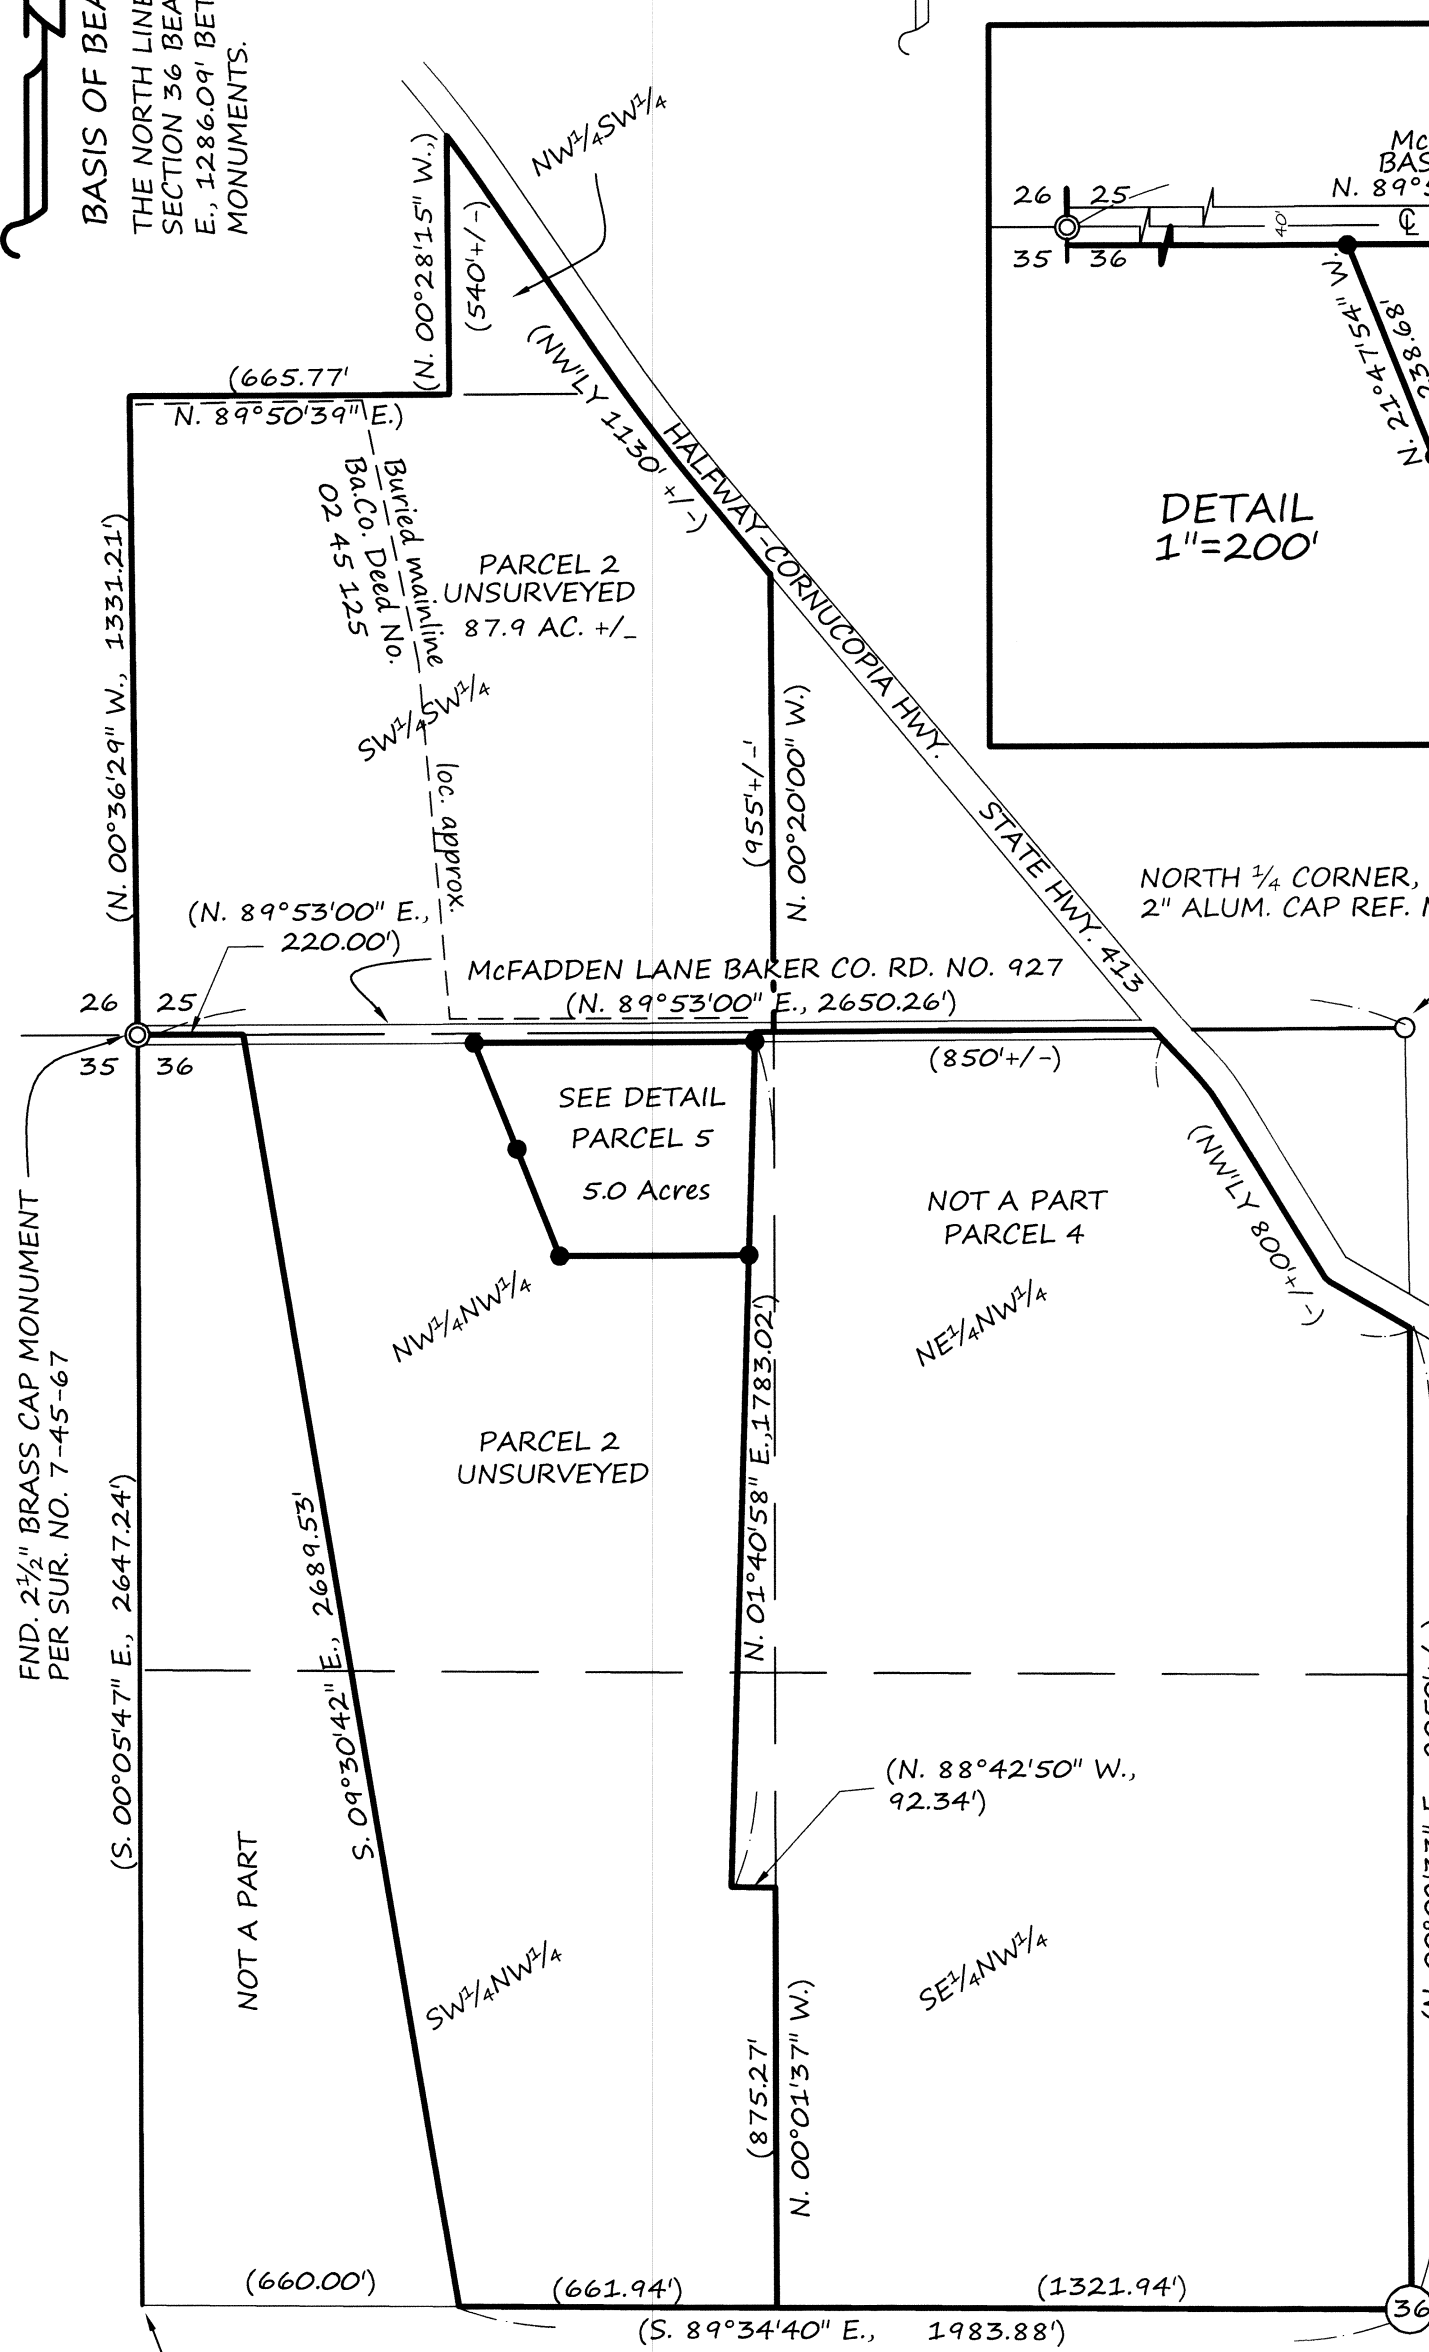 BASIS OF BEA
THE NORTH LINE
SECTION 36 BEA
E., 1286.09' BET
MONUMENTS.
(N. 00°28'15" W.,)
(540'+/-)
NW¼SW¼
(NW'LY 1130' +/-)
(665.77'
N. 89°50'39" E.)
Buried mainline
Ba.Co. Deed No.
02 45 125
loc. approx.
PARCEL 2
UNSURVEYED
87.9 AC. +/_
SW¼SW¼
(N. 00°36'29" W., 1331.21')
HALFWAY-CORNUCOPIA HWY.
STATE HWY. 413
(955'+/-'
N. 00°20'00" W.)
26 25
35 36
40'
N. 89°5
N. 21°47'54" W.
238.68'
DETAIL
1"=200'
NORTH ¼ CORNER,
2" ALUM. CAP REF.
(N. 89°53'00" E.,
220.00')
McFADDEN LANE BAKER CO. RD. NO. 927
(N. 89°53'00" E., 2650.26')
26 25
35 36
(850'+/-)
SEE DETAIL
PARCEL 5
5.0 Acres
NOT A PART
PARCEL 4
(NW'LY 800'+/-)
FND. 2½" BRASS CAP MONUMENT
PER SUR. NO. 7-45-67
NW¼NW¼
NE¼NW¼
PARCEL 2
UNSURVEYED
(S. 00°05'47" E., 2647.24')
S. 09°30'42" E., 2689.53'
N. 01°40'58" E.,1783.02')
(N. 88°42'50" W.,
92.34')
NOT A PART
SW¼NW¼
SE¼NW¼
(875.27'
N. 00°01'37" W.)
(660.00')
(661.94')
(1321.94')
(S. 89°34'40" E., 1983.88')
36